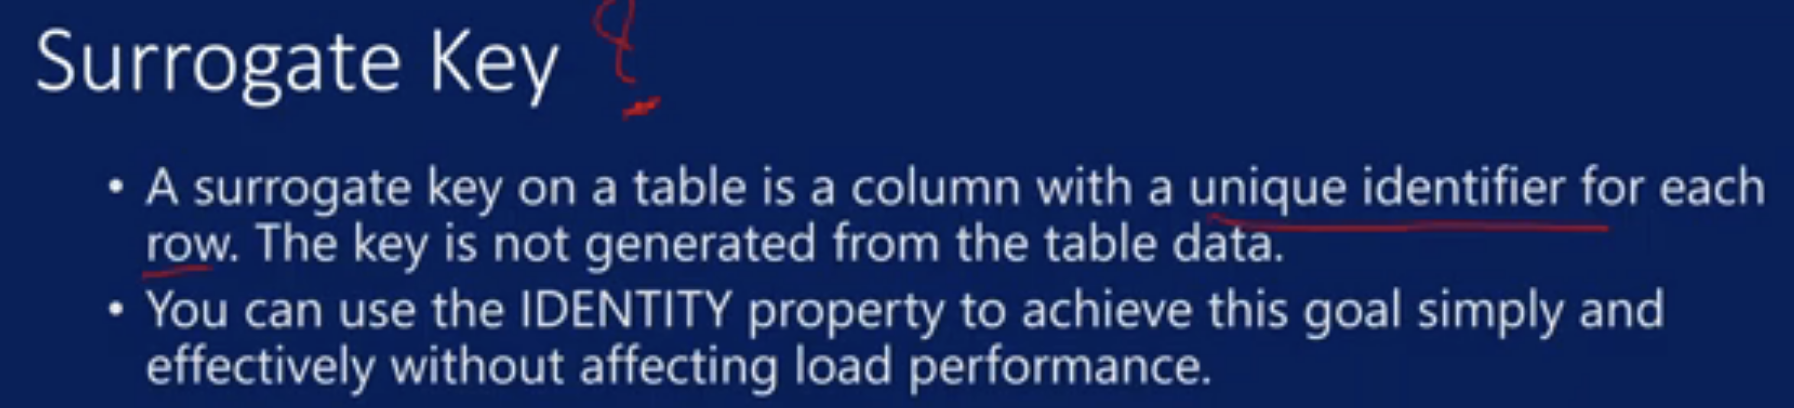 Surrogate Key
• A surrogate key on a table is a column with a unique identifier for each
row. The key is not generated from the table data.
• You can use the IDENTITY property to achieve this goal simply and
effectively without affecting load performance.